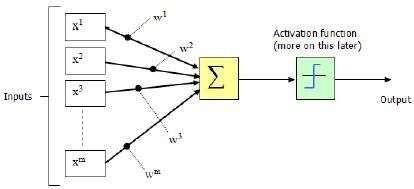 x1
w1
x2
w2
x3
w3
xm
wm
Inputs
Σ
Activation function
(more on this later)
Output